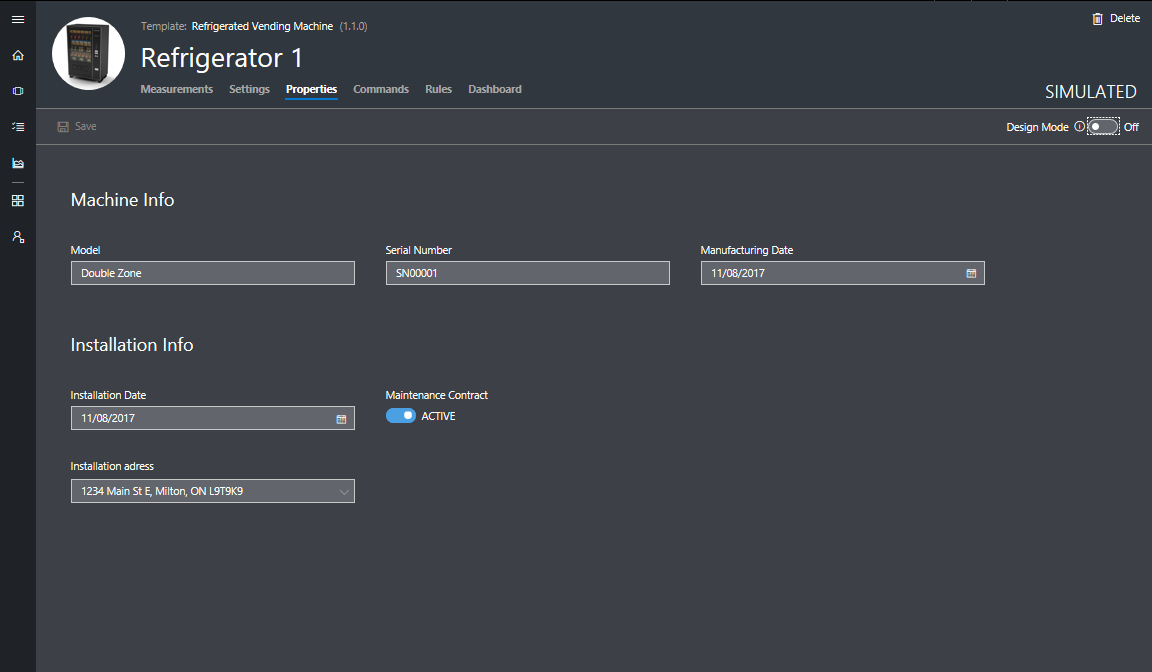 Template: Refrigerated Vending Machine (1.1.0)
Delete
Refrigerator 1
Measurements Settings Properties Commands Rules Dashboard
SIMULATED
Save
Design Mode Off
Machine Info
Model Serial Number Manufacturing Date
Double Zone SN00001 11/08/2017
Installation Info
Installation Date Maintenance Contract
11/08/2017 ACTIVE
Installation adress
1234 Main St E, Milton, ON L9T9K9